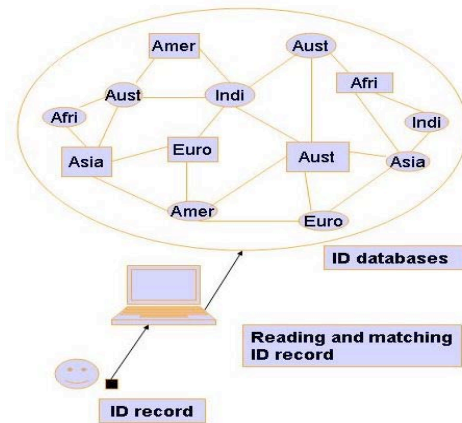 Amer
Aust
Aust
Indi
Afri
Afri
Indi
Asia
Euro
Aust
Asia
Amer
Euro
ID databases
Reading and matching
ID record
ID record